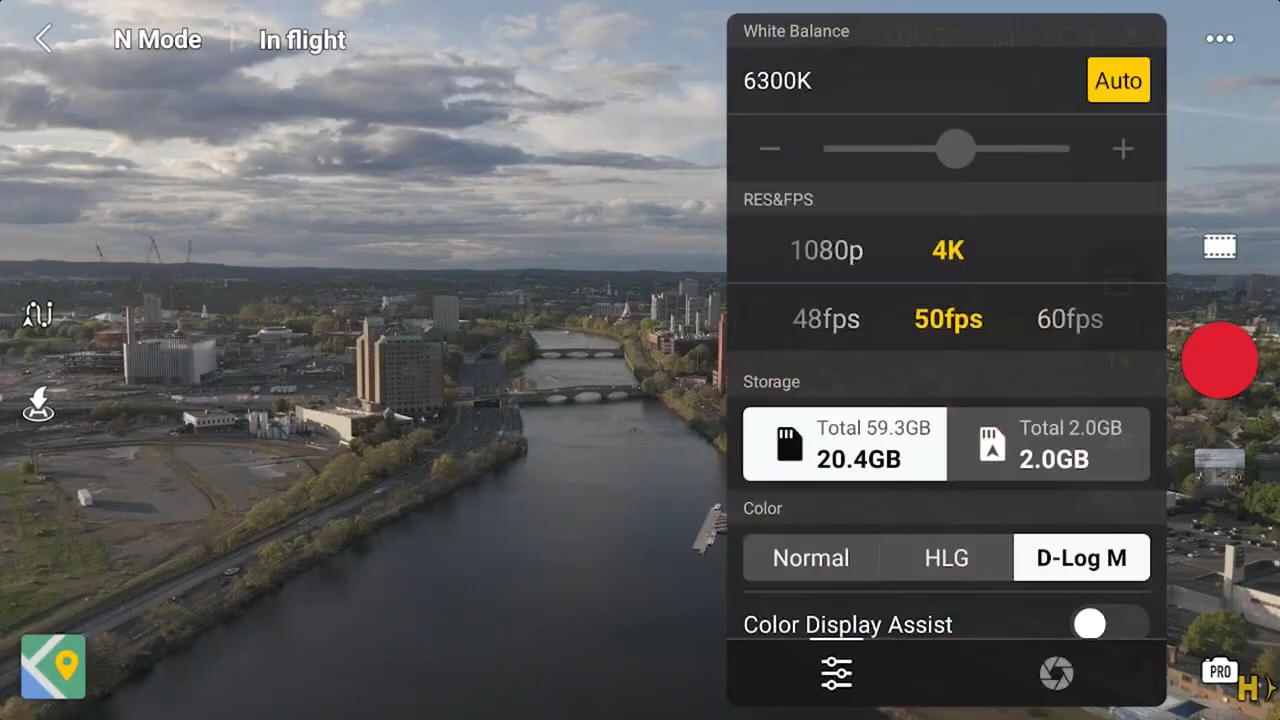 N Mode
In flight
White Balance
6300K
Auto
RES&FPS
1080p
4K
48fps
50fps
60fps
Storage
Total 59.3GB
20.4GB
Total 2.0GB
2.0GB
Color
Normal
HLG
D-Log M
Color Display Assist
PRO
H